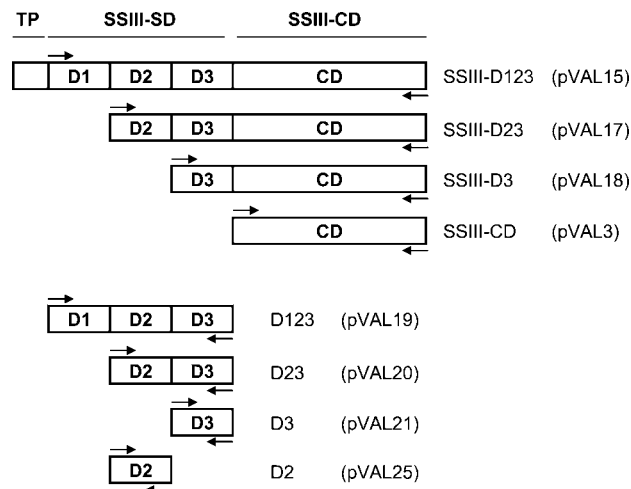 TP SSIII-SD SSIII-CD
D1 D2 D3 CD SSIII-D123 (pVAL15)
D2 D3 CD SSIII-D23 (pVAL17)
D3 CD SSIII-D3 (pVAL18)
CD SSIII-CD (pVAL3)
D1 D2 D3 D123 (pVAL19)
D2 D3 D23 (pVAL20)
D3 D3 (pVAL21)
D2 D2 (pVAL25)